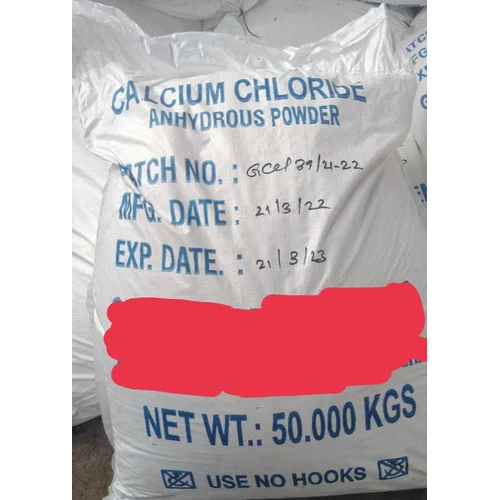 CALCIUM CHLORIDE
ANHYDROUS POWDER
BATCH NO. : GCCP 39/21-22
MFG. DATE : 21/3/22
EXP. DATE. : 21/3/23
NET WT.: 50.000 KGS
USE NO HOOKS